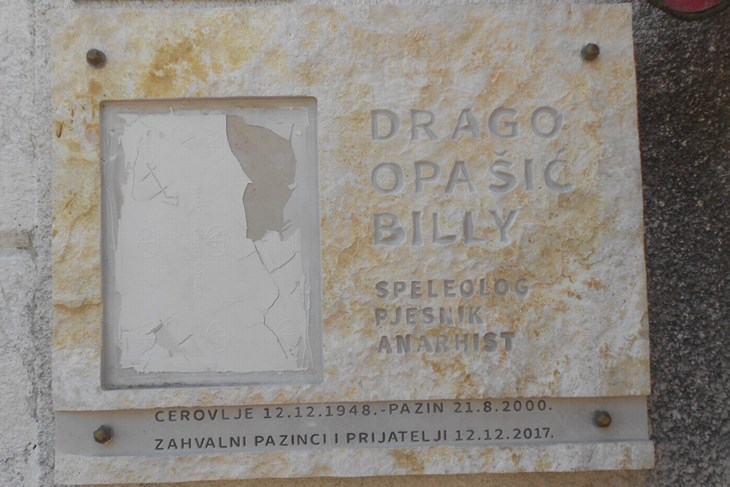 DRAGO
OPAŠIĆ
BILLY
SPELEOLOG
PJESNIK
ANARHIST
CEROVLJE 12.12.1948.-PAZIN 21.8.2000.
ZAHVALNI PAZINCI I PRIJATELJI 12.12.2017.